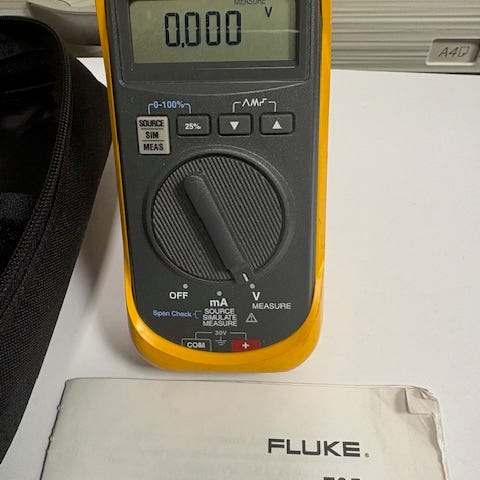 MEASURE
V
0.000
A4
0-100%
SOURCE
SIM
MEAS
25%
OFF
mA
V
MEASURE
Span Check
SOURCE
SIMULATE
MEASURE
30V
COM
+
FLUKE®